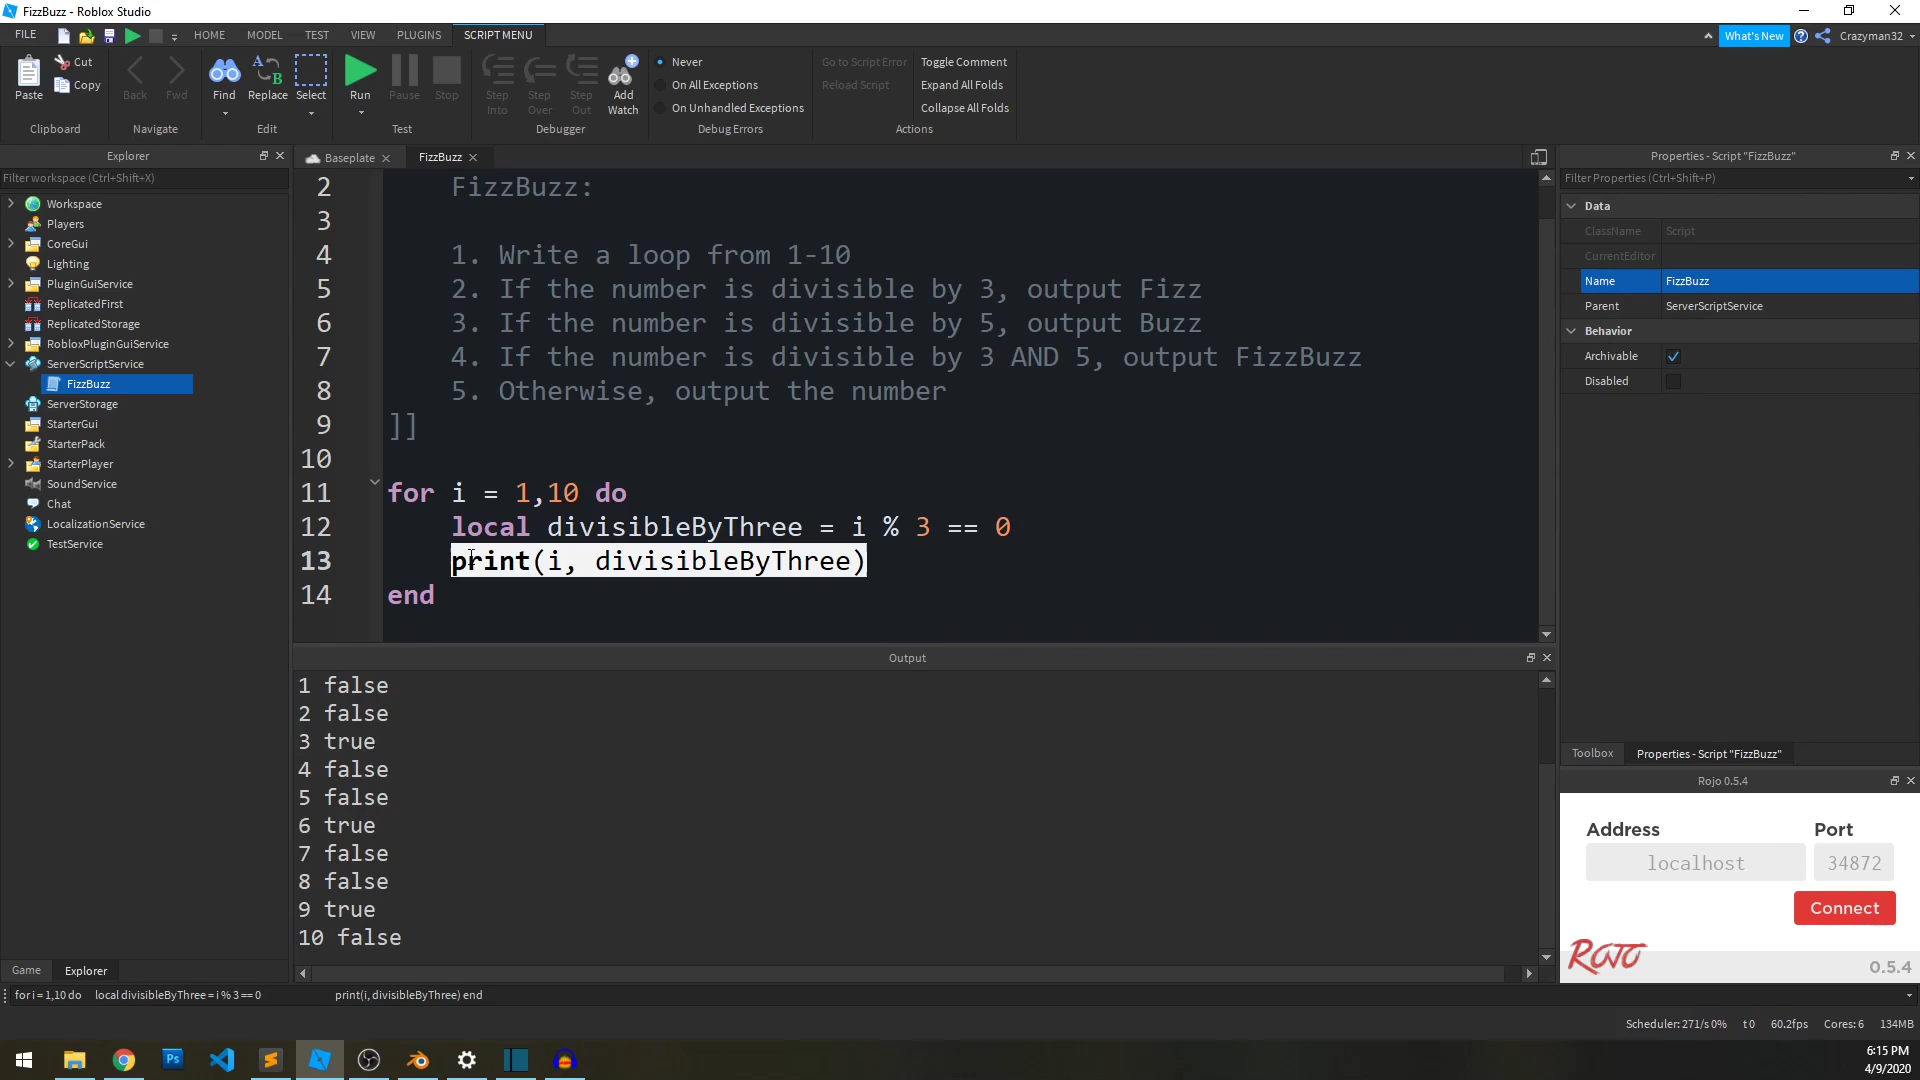 FizzBuzz - Roblox Studio
FILE HOME MODEL TEST VIEW PLUGINS SCRIPT MENU What's New Crazyman32
Paste Cut Copy
Clipboard
Back Fwd
Navigate
Find Replace Select
Edit
Run Pause Stop
Test
Step Into
Step Over
Step Out
Add Watch
Debugger
Never
On All Exceptions
On Unhandled Exceptions
Debug Errors
Go to Script Error
Reload Script
Toggle Comment
Expand All Folds
Collapse All Folds
Actions
Explorer
Filter workspace (Ctrl+Shift+X)
Workspace
Players
CoreGui
Lighting
PluginGuiService
ReplicatedFirst
ReplicatedStorage
RobloxPluginGuiService
ServerScriptService
FizzBuzz
ServerStorage
StarterGui
StarterPack
StarterPlayer
SoundService
Chat
LocalizationService
TestService
Game Explorer
Baseplate FizzBuzz
2 FizzBuzz:
3
4 1. Write a loop from 1-10
5 2. If the number is divisible by 3, output Fizz
6 3. If the number is divisible by 5, output Buzz
7 4. If the number is divisible by 3 AND 5, output FizzBuzz
8 5. Otherwise, output the number
9 ]]
10
11 for i = 1,10 do
12 local divisibleByThree = i % 3 == 0
13 print(i, divisibleByThree)
14 end
Output
1 false
2 false
3 true
4 false
5 false
6 true
7 false
8 false
9 true
10 false
Properties - Script "FizzBuzz"
Filter Properties (Ctrl+Shift+P)
Data
ClassName Script
CurrentEditor
Name FizzBuzz
Parent ServerScriptService
Behavior
Archivable
Disabled
Toolbox Properties - Script "FizzBuzz"
Rojo 0.5.4
Address Port
localhost 34872
Connect
ROJO 0.5.4
for i = 1,10 do local divisibleByThree = i % 3 == 0 print(i, divisibleByThree) end
Scheduler: 271/s 0% t 0 60.2fps Cores: 6 134MB
Ps
6:15 PM
4/9/2020